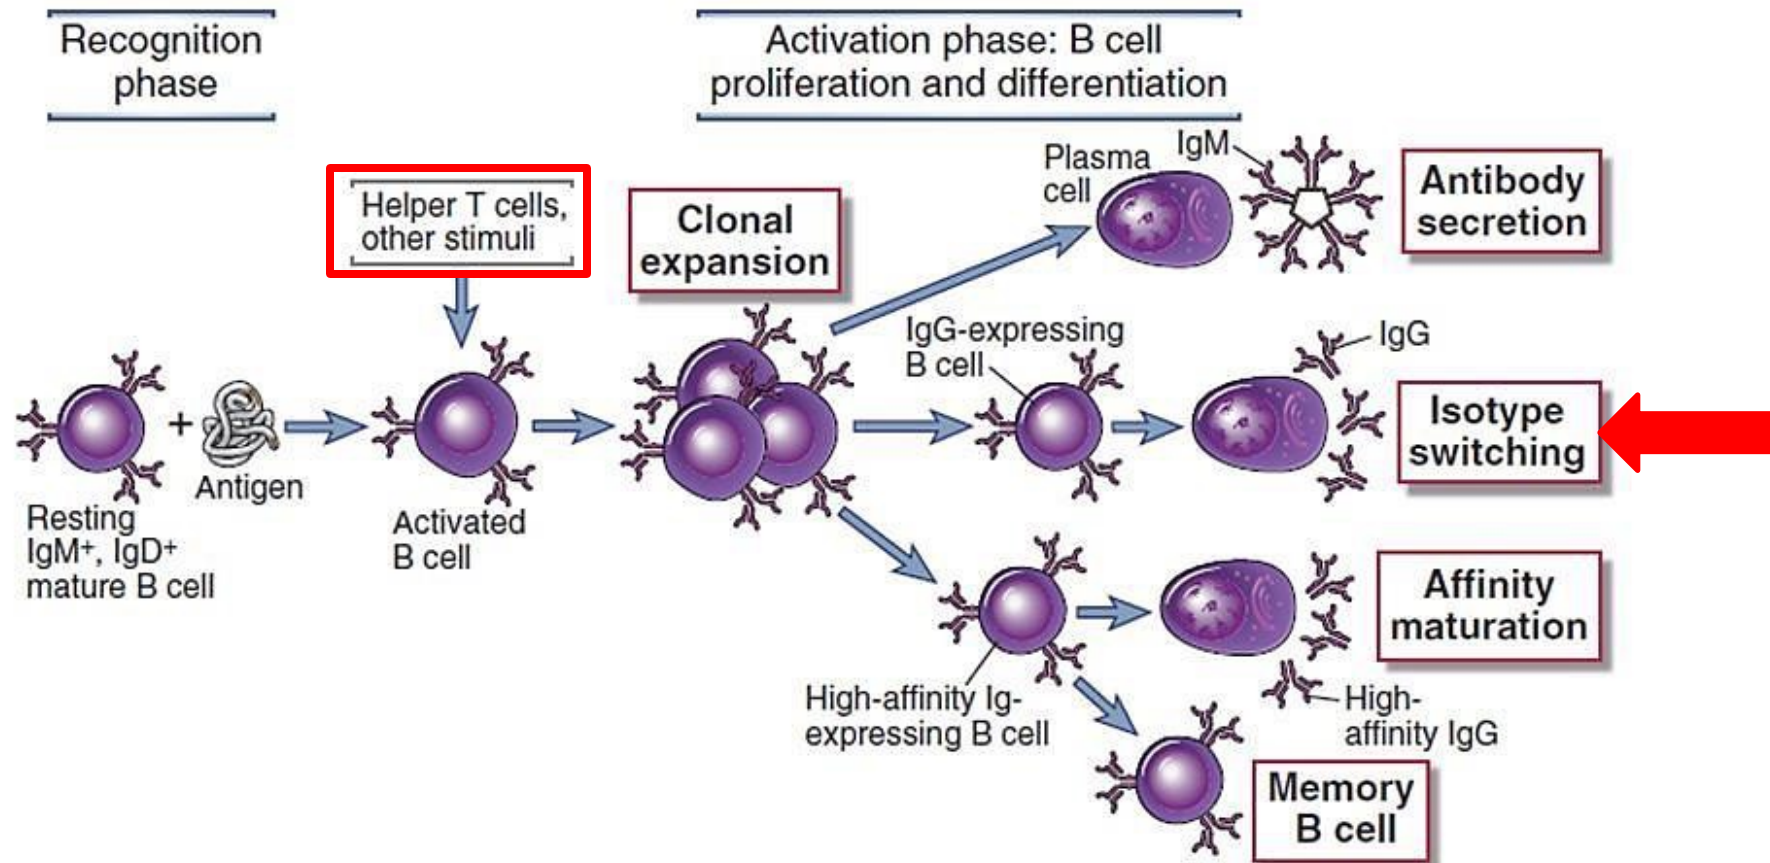 Recognition
phase
Activation phase: B cell
proliferation and differentiation
Helper T cells,
other stimuli
Clonal
expansion
Plasma
cell
IgM
Antibody
secretion
IgG-expressing
B cell
IgG
Isotype
switching
+
Antigen
Resting
IgM⁺, IgD⁺
mature B cell
Activated
B cell
Affinity
maturation
High-affinity Ig-
expressing B cell
High-
affinity IgG
Memory
B cell